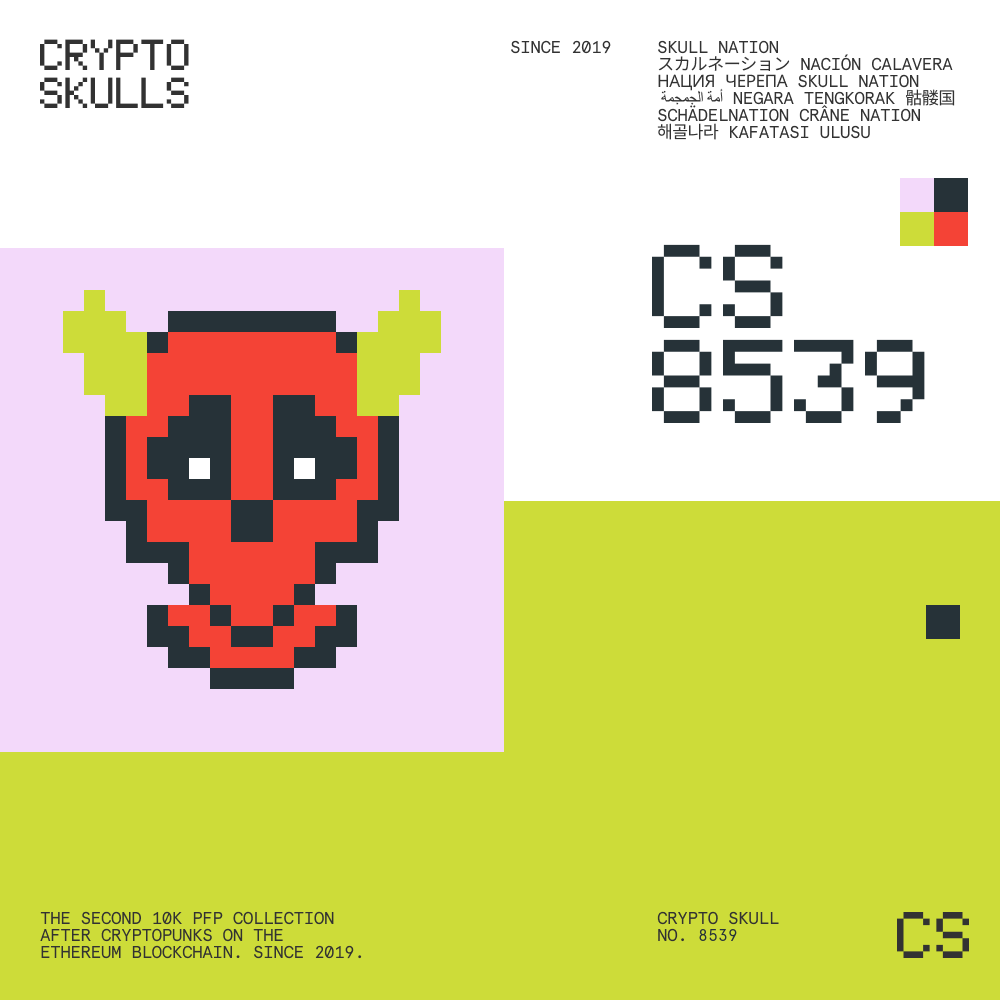 CRYPTO
SKULLS
SINCE 2019
SKULL NATION
スカルネーション NACIÓN CALAVERA
НАЦИЯ ЧЕРЕПА SKULL NATION
أمة الجمجمة NEGARA TENGKORAK 骷髅国
SCHÄDELNATION CRÂNE NATION
해골나라 KAFATASI ULUSU
CS
8539
THE SECOND 10K PFP COLLECTION
AFTER CRYPTOPUNKS ON THE
ETHEREUM BLOCKCHAIN. SINCE 2019.
CRYPTO SKULL
NO. 8539
CS